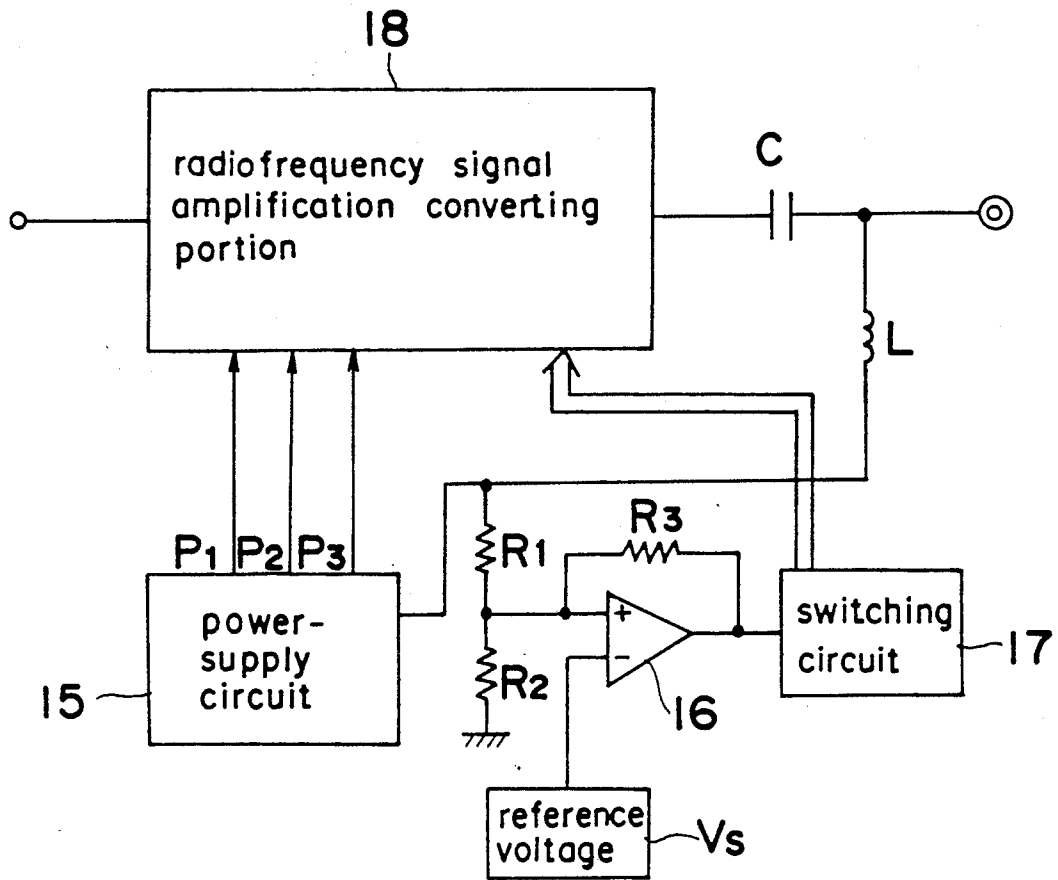 18
radiofrequency signal
amplification converting
portion
C
L
P1 P2 P3
R1
R3
power-
supply
circuit
15
R2
+
-
16
switching
circuit
17
reference
voltage
Vs